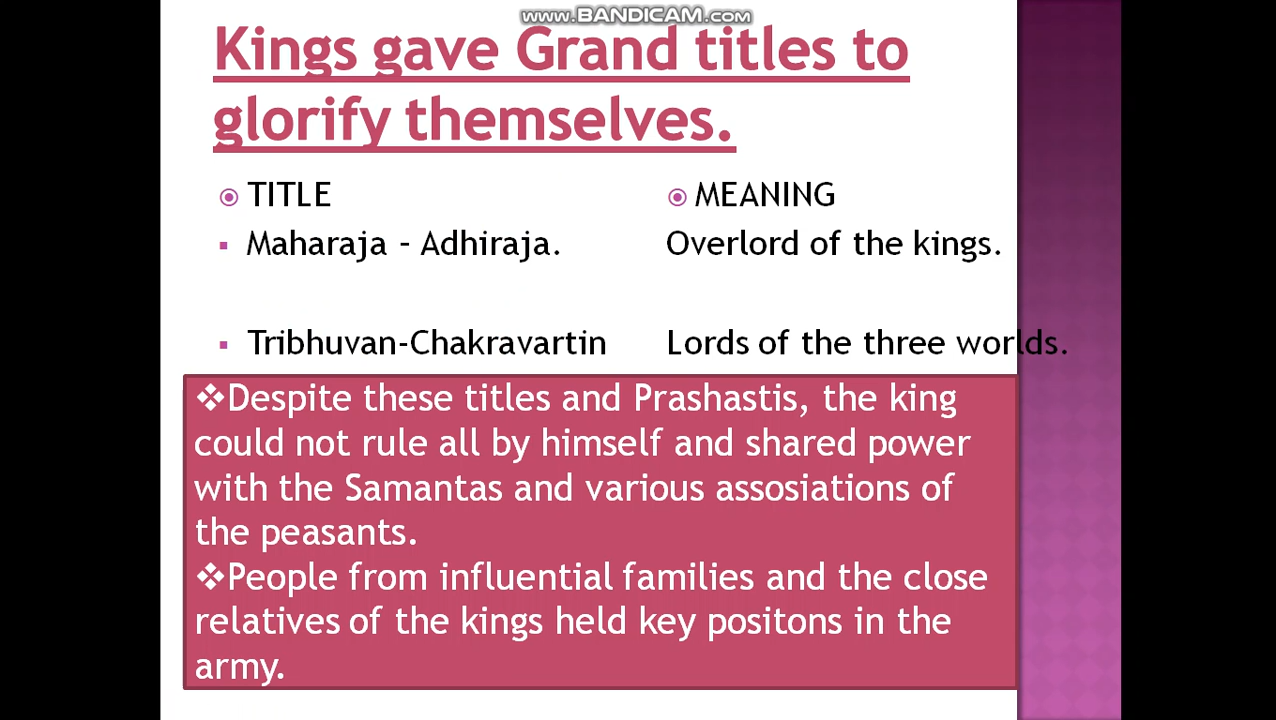 www.BANDICAM.com
Kings gave Grand titles to
glorify themselves.
TITLE
MEANING
Maharaja – Adhiraja.
Overlord of the kings.
Tribhuvan-Chakravartin
Lords of the three worlds.
❖Despite these titles and Prashastis, the king
could not rule all by himself and shared power
with the Samantas and various assosiations of
the peasants.
❖People from influential families and the close
relatives of the kings held key positons in the
army.